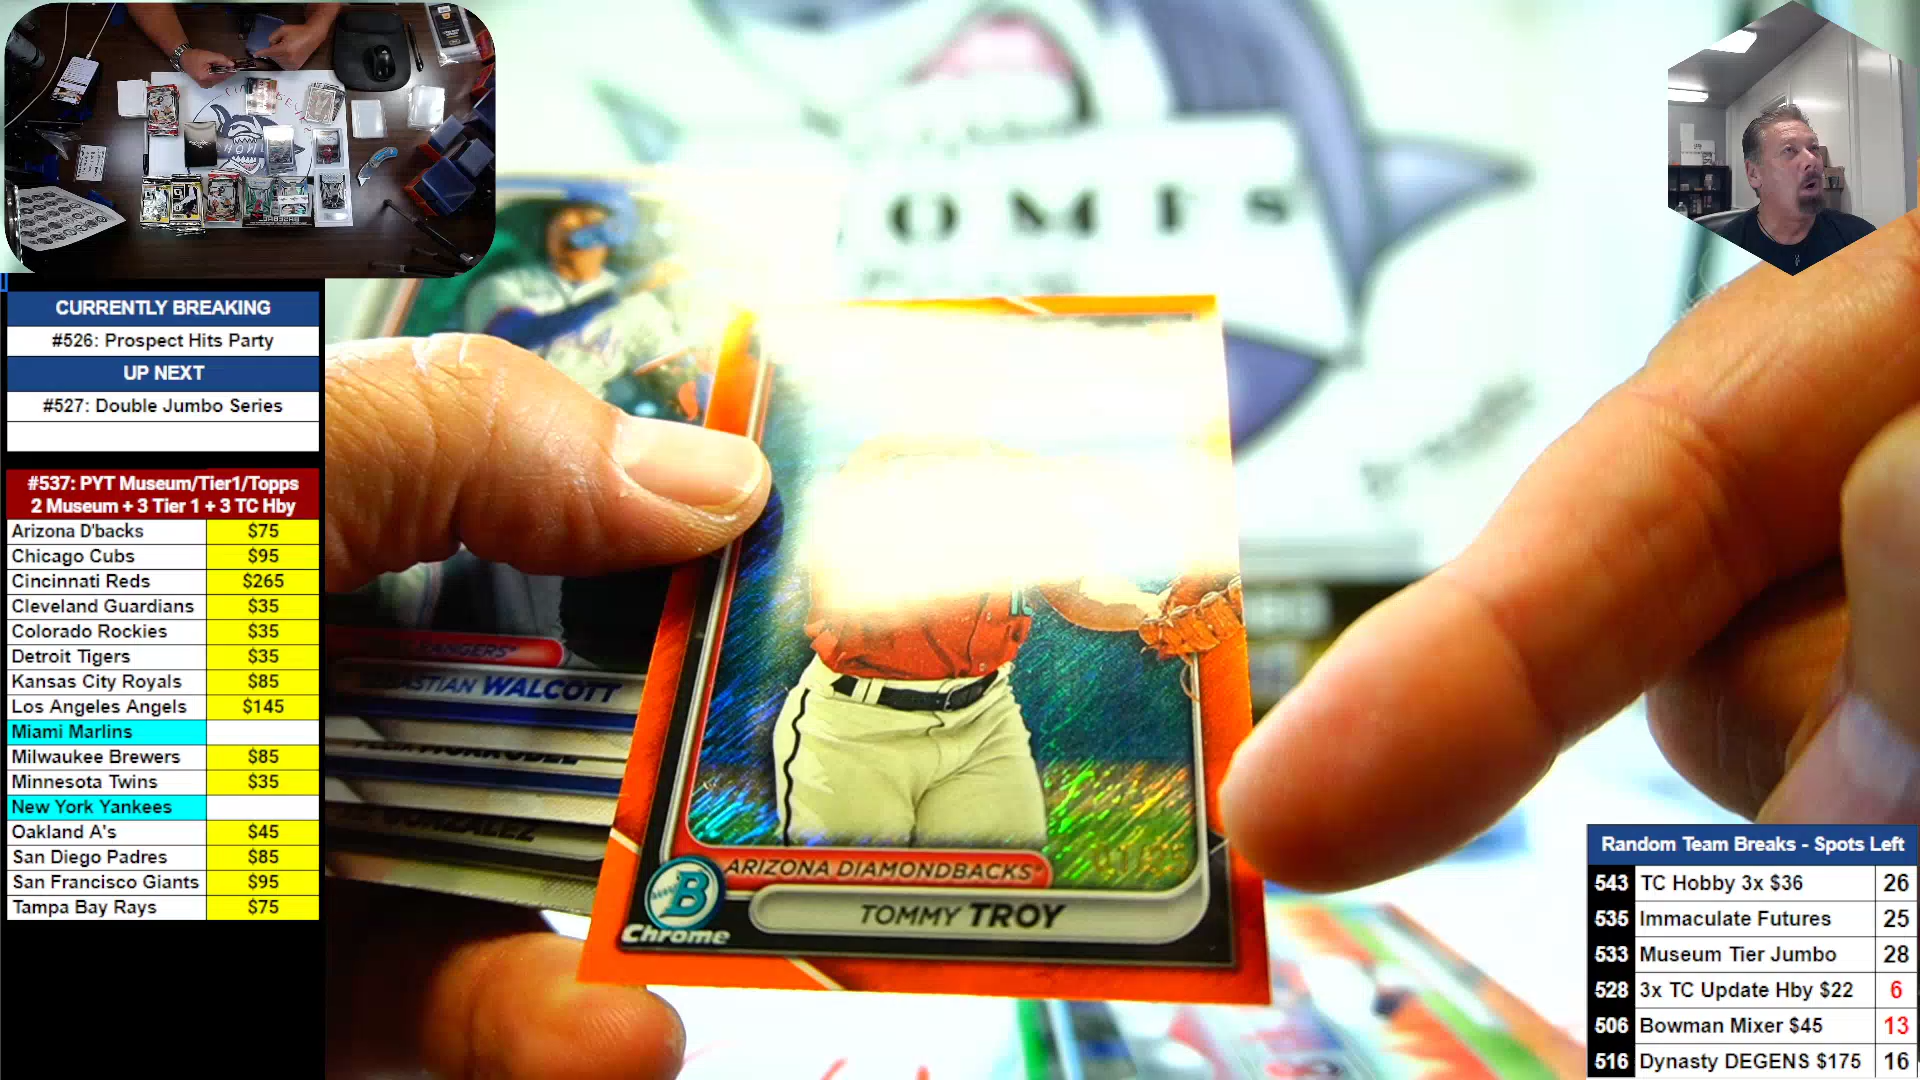 CURRENTLY BREAKING
#526: Prospect Hits Party
UP NEXT
#527: Double Jumbo Series
#537: PYT Museum/Tier1/Topps
2 Museum + 3 Tier 1 + 3 TC Hby
Arizona D'backs $75
Chicago Cubs $95
Cincinnati Reds $265
Cleveland Guardians $35
Colorado Rockies $35
Detroit Tigers $35
Kansas City Royals $85
Los Angeles Angels $145
Miami Marlins
Milwaukee Brewers $85
Minnesota Twins $35
New York Yankees
Oakland A's $45
San Diego Padres $85
San Francisco Giants $95
Tampa Bay Rays $75
RANGERS
WALCOTT
GONZALEZ
ARIZONA DIAMONDBACKS
TOMMY TROY
B
Chrome
Random Team Breaks - Spots Left
543 TC Hobby 3x $36 26
535 Immaculate Futures 25
533 Museum Tier Jumbo 28
528 3x TC Update Hby $22 6
506 Bowman Mixer $45 13
516 Dynasty DEGENS $175 16